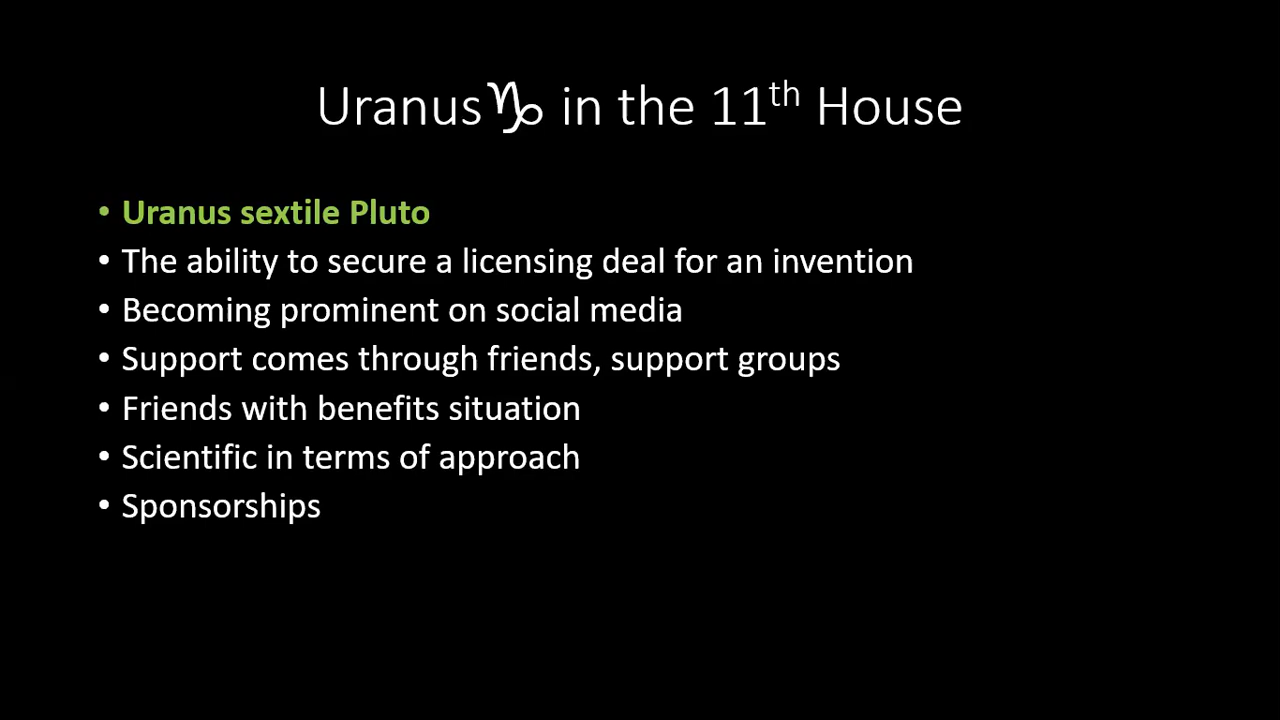 Uranus♑ in the 11th House
• Uranus sextile Pluto
• The ability to secure a licensing deal for an invention
• Becoming prominent on social media
• Support comes through friends, support groups
• Friends with benefits situation
• Scientific in terms of approach
• Sponsorships